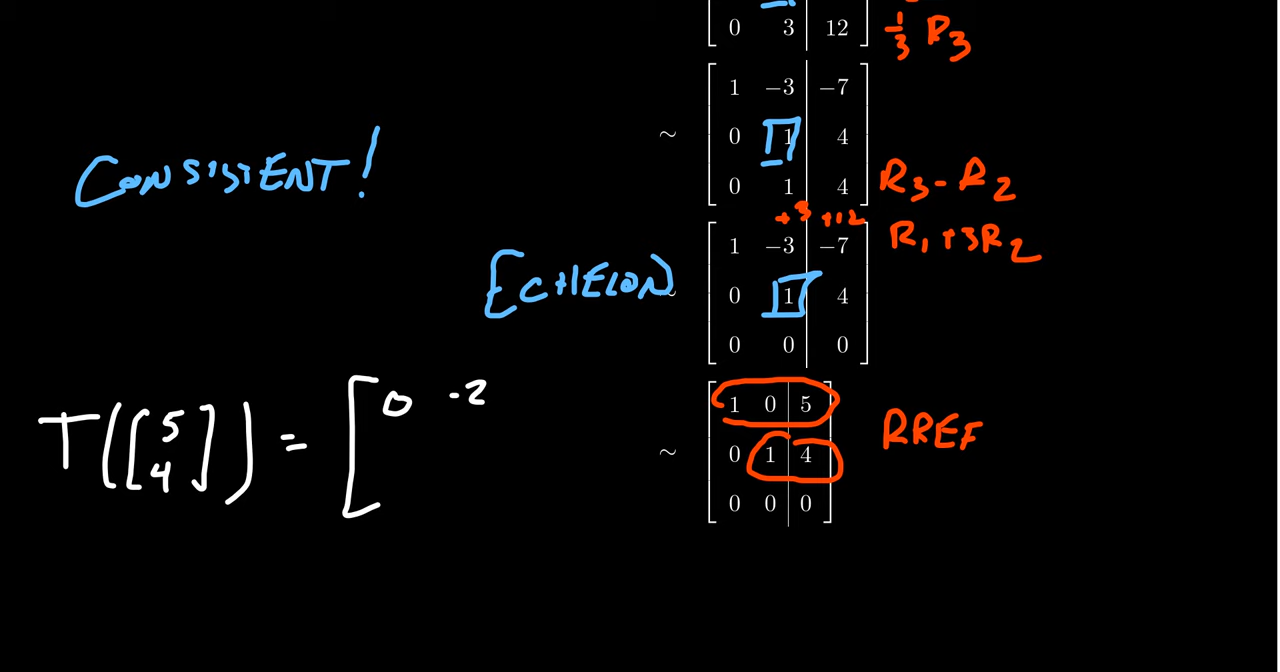 0 3 12
-1/3 R3
1 −3 −7
CONSISTENT!
∼ 0 1 4
0 1 4 R3 - R2
+3 +12
1 −3 −7 R1 + 3R2
ECHELON ∼ 0 1 4
0 0 0
0 -2
1 0 5
T([5 4]) = [
RREF
∼ 0 1 4
0 0 0